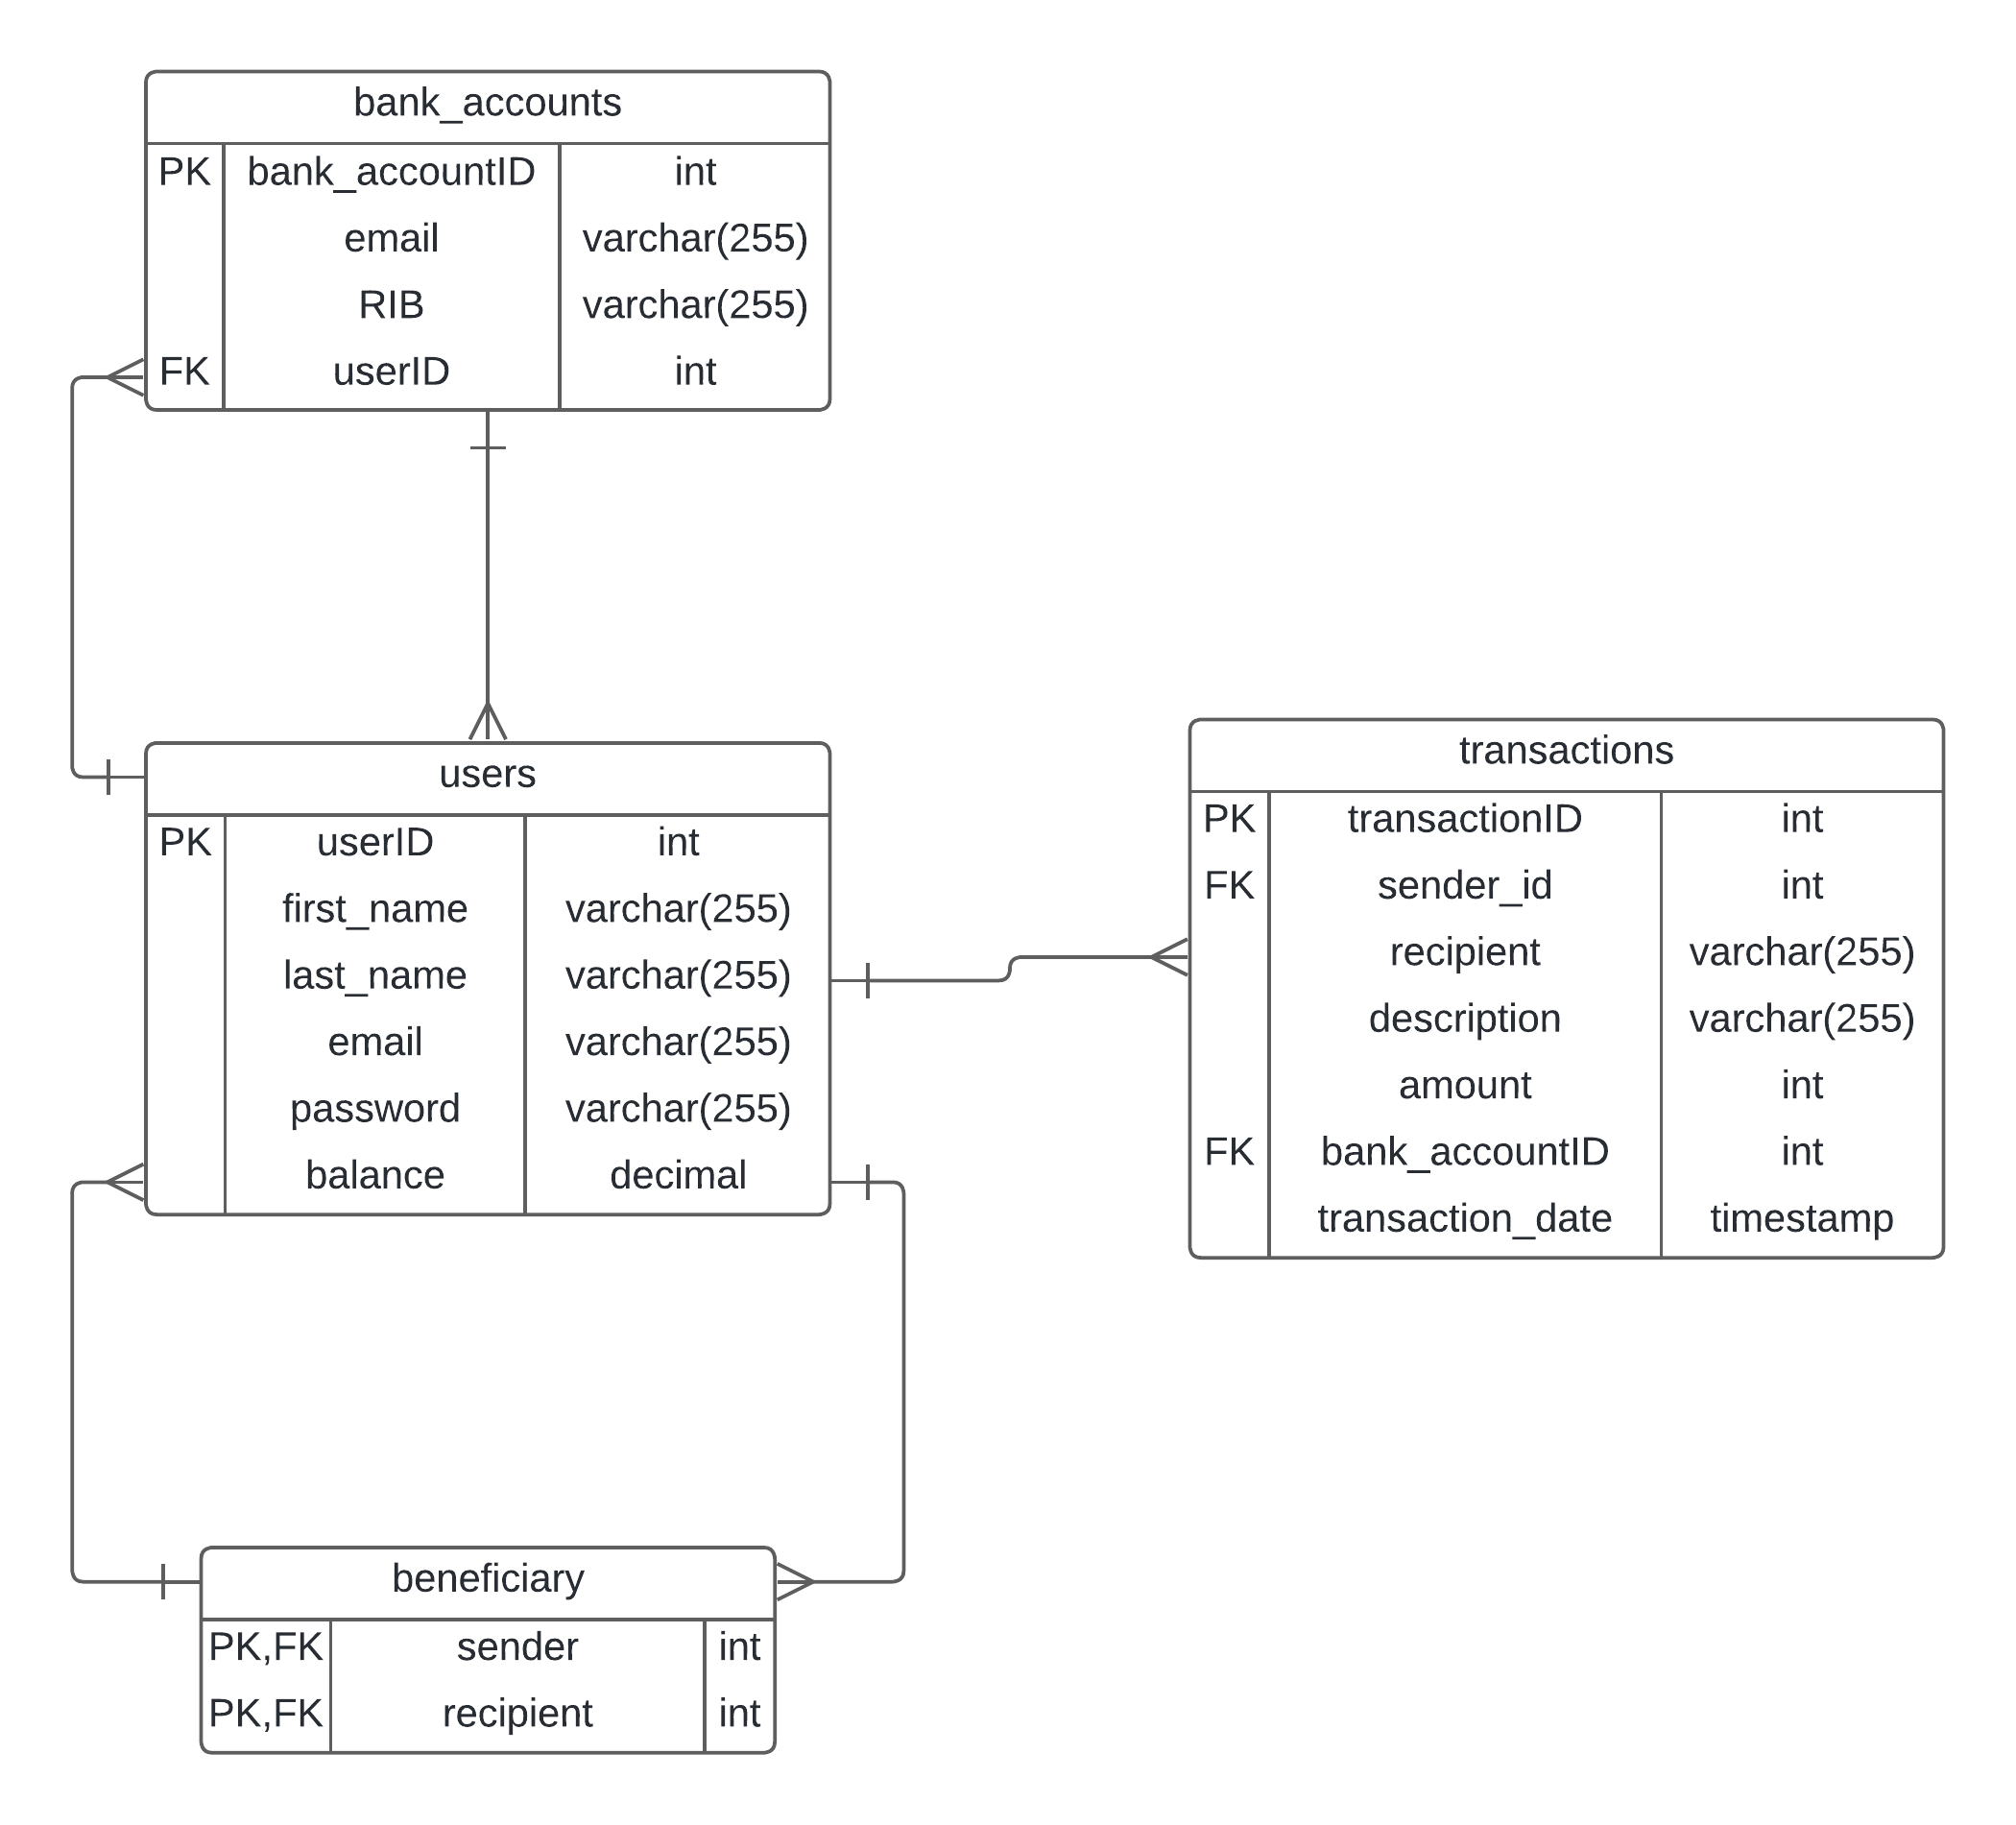 bank_accounts
PK bank_accountID int
email varchar(255)
RIB varchar(255)
FK userID int
users
PK userID int
first_name varchar(255)
last_name varchar(255)
email varchar(255)
password varchar(255)
balance decimal
transactions
PK transactionID int
FK sender_id int
recipient varchar(255)
description varchar(255)
amount int
FK bank_accountID int
transaction_date timestamp
beneficiary
PK,FK sender int
PK,FK recipient int